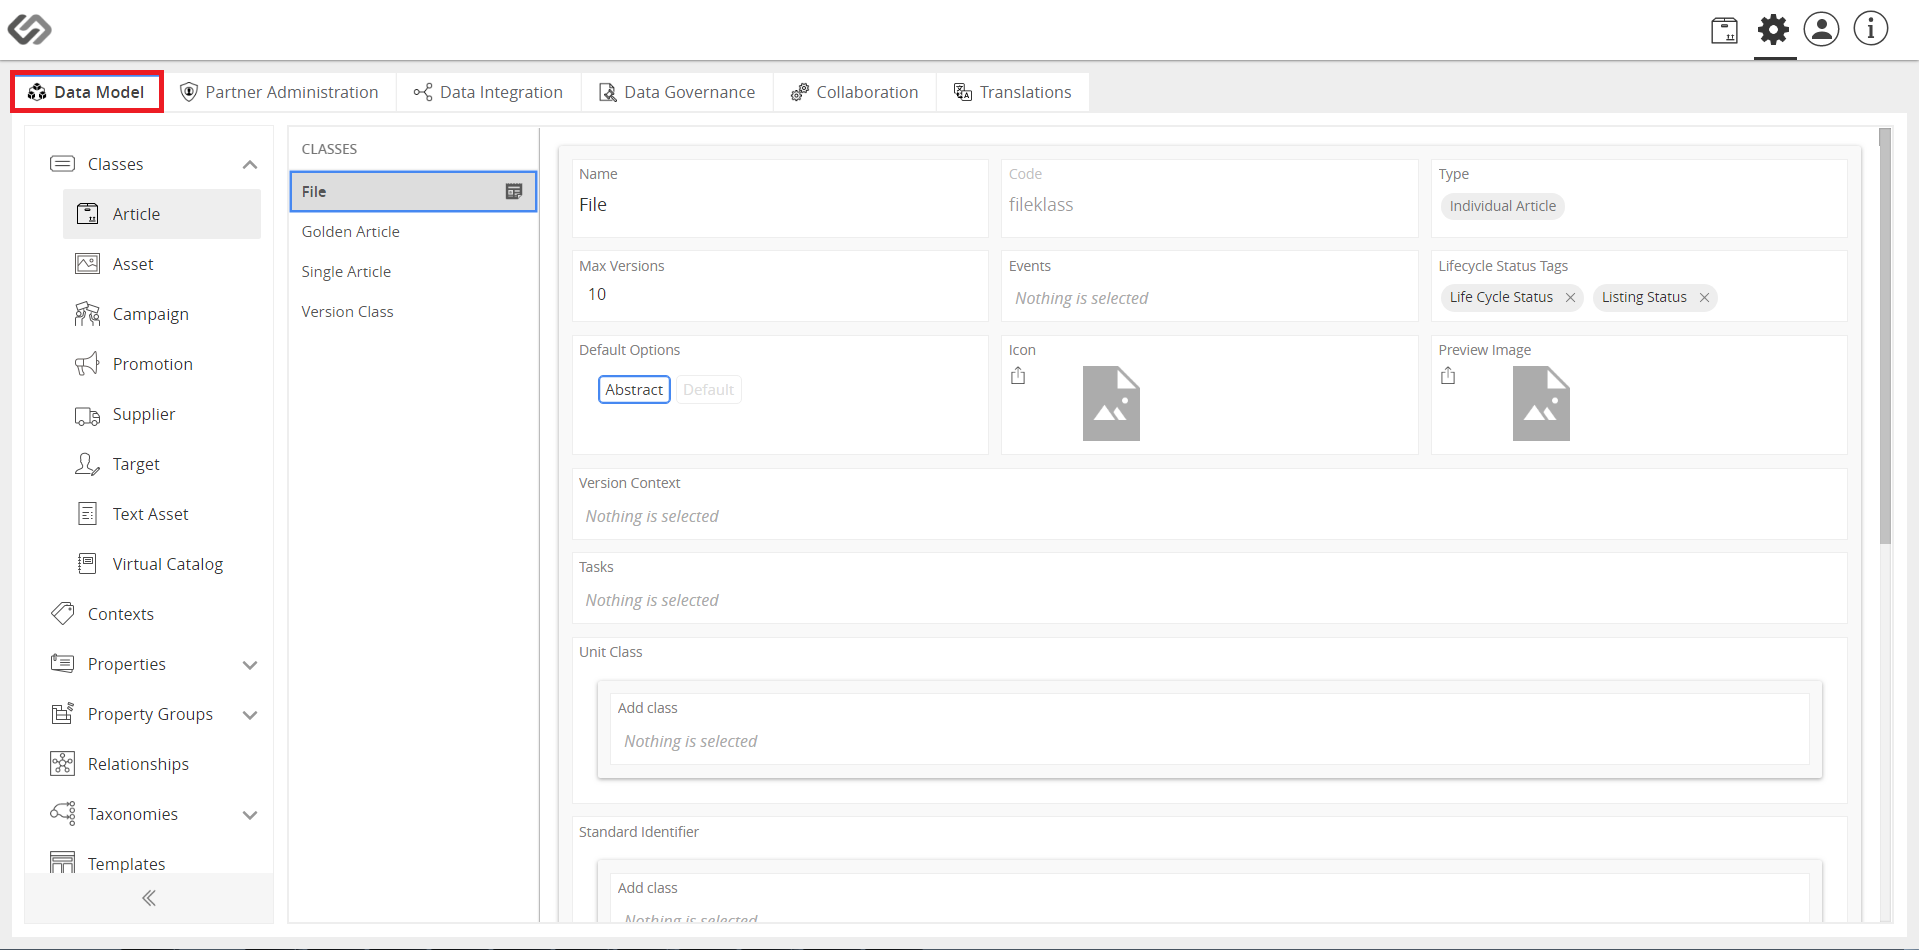 Data Model
Partner Administration
Data Integration
Data Governance
Collaboration
Translations
Classes
Article
Asset
Campaign
Promotion
Supplier
Target
Text Asset
Virtual Catalog
Contexts
Properties
Property Groups
Relationships
Taxonomies
Templates
CLASSES
File
Golden Article
Single Article
Version Class
Name
File
Code
fileklass
Type
Individual Article
Max Versions
10
Events
Nothing is selected
Lifecycle Status Tags
Life Cycle Status
Listing Status
Default Options
Abstract
Default
Icon
Preview Image
Version Context
Nothing is selected
Tasks
Nothing is selected
Unit Class
Add class
Nothing is selected
Standard Identifier
Add class
Nothing is selected